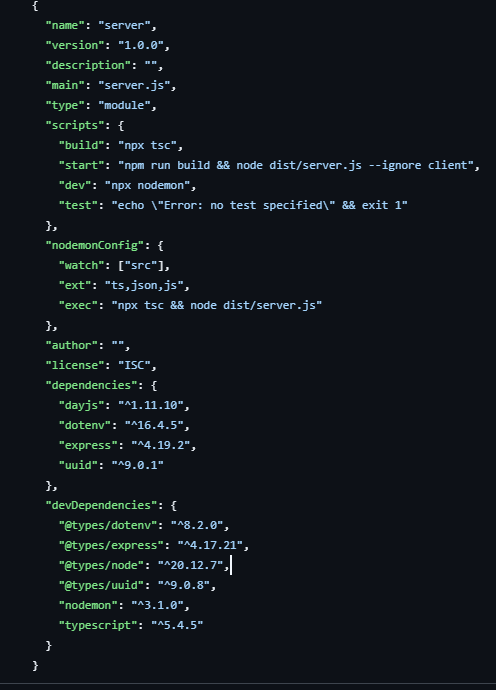 {
"name": "server",
"version": "1.0.0",
"description": "",
"main": "server.js",
"type": "module",
"scripts": {
"build": "npx tsc",
"start": "npm run build && node dist/server.js --ignore client",
"dev": "npx nodemon",
"test": "echo \"Error: no test specified\" && exit 1"
},
"nodemonConfig": {
"watch": ["src"],
"ext": "ts,json,js",
"exec": "npx tsc && node dist/server.js"
},
"author": "",
"license": "ISC",
"dependencies": {
"dayjs": "^1.11.10",
"dotenv": "^16.4.5",
"express": "^4.19.2",
"uuid": "^9.0.1"
},
"devDependencies": {
"@types/dotenv": "^8.2.0",
"@types/express": "^4.17.21",
"@types/node": "^20.12.7",
"@types/uuid": "^9.0.8",
"nodemon": "^3.1.0",
"typescript": "^5.4.5"
}
}